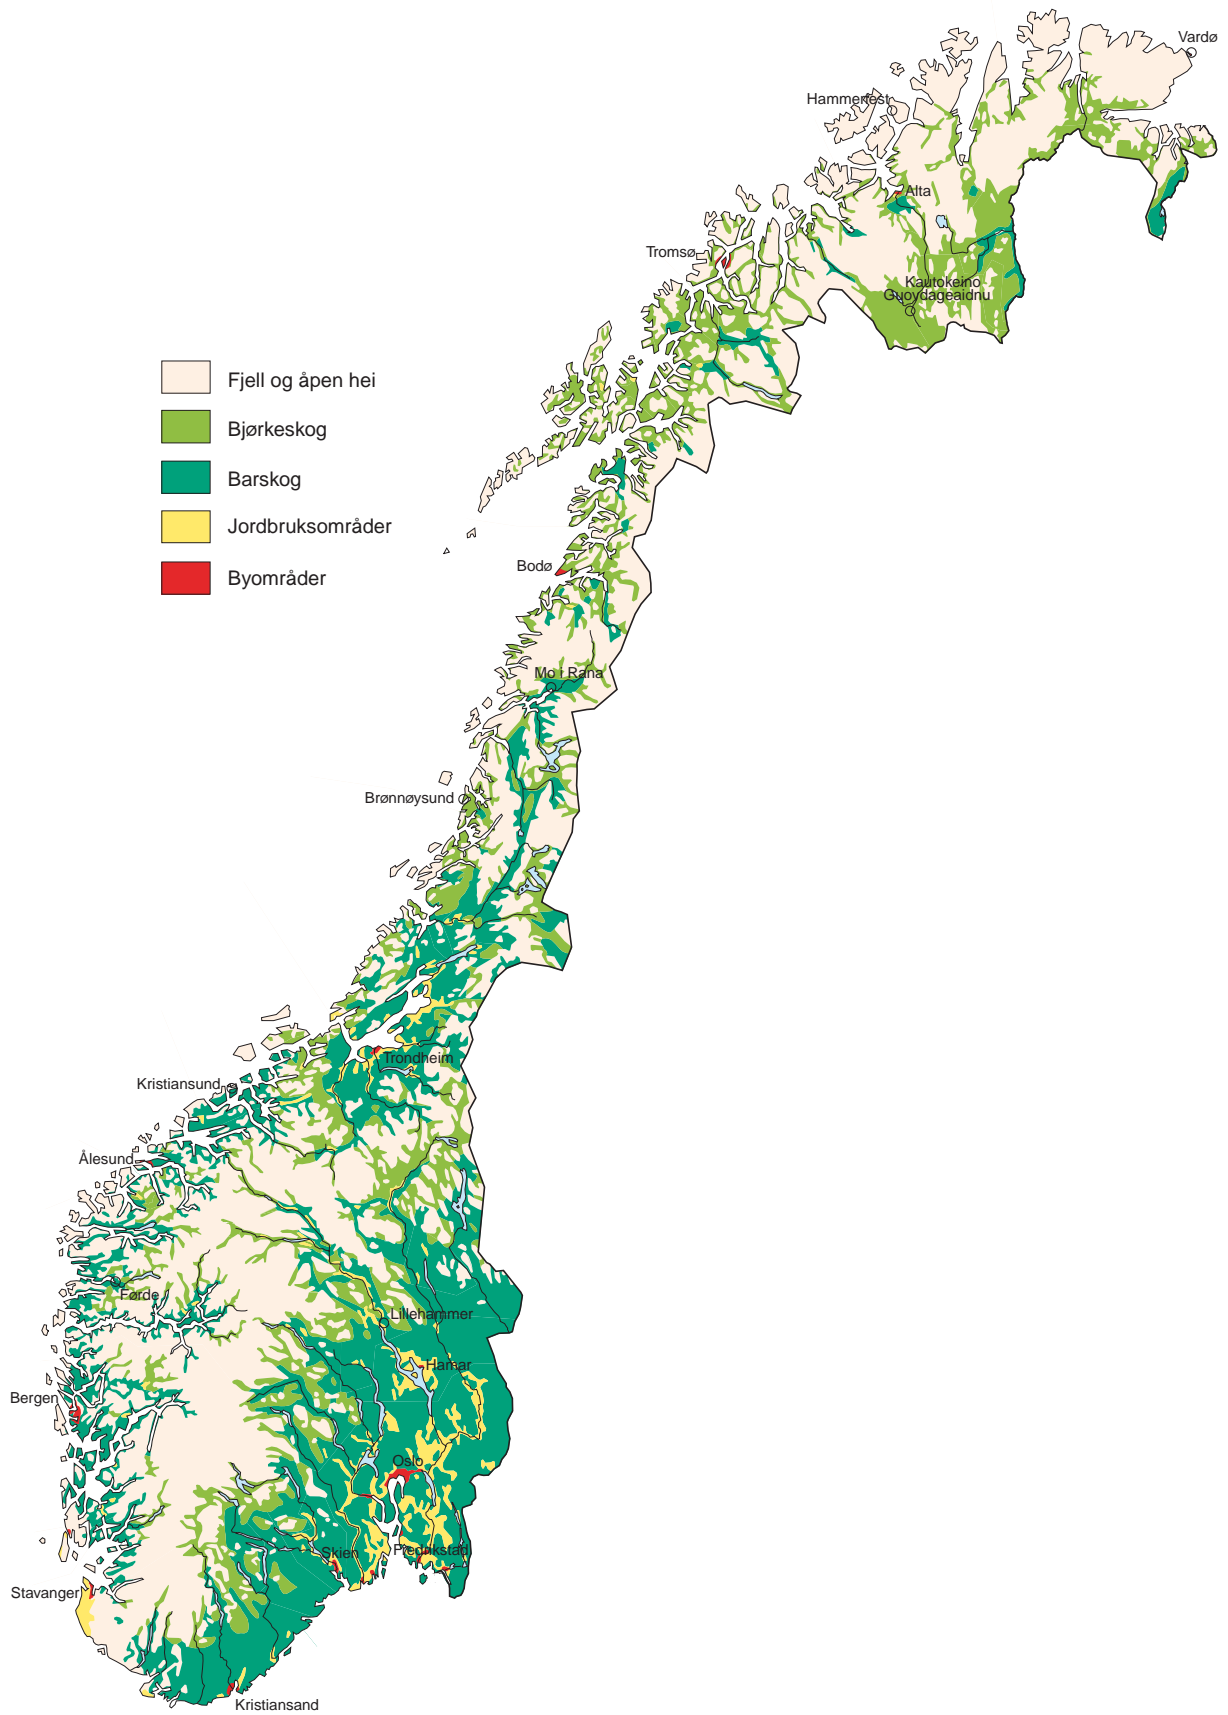 Vardø
Hammerfest
Alta
Tromsø
Kautokeino
Guoydageaidnu
Fjell og åpen hei
Bjørkeskog
Barskog
Jordbruksområder
Byområder
Bodø
Mo i Rana
Brønnøysund
Trondheim
Kristiansund
Ålesund
Førde
Lillehammer
Hamar
Bergen
Oslo
Skien
Fredrikstad
Stavanger
Kristiansand